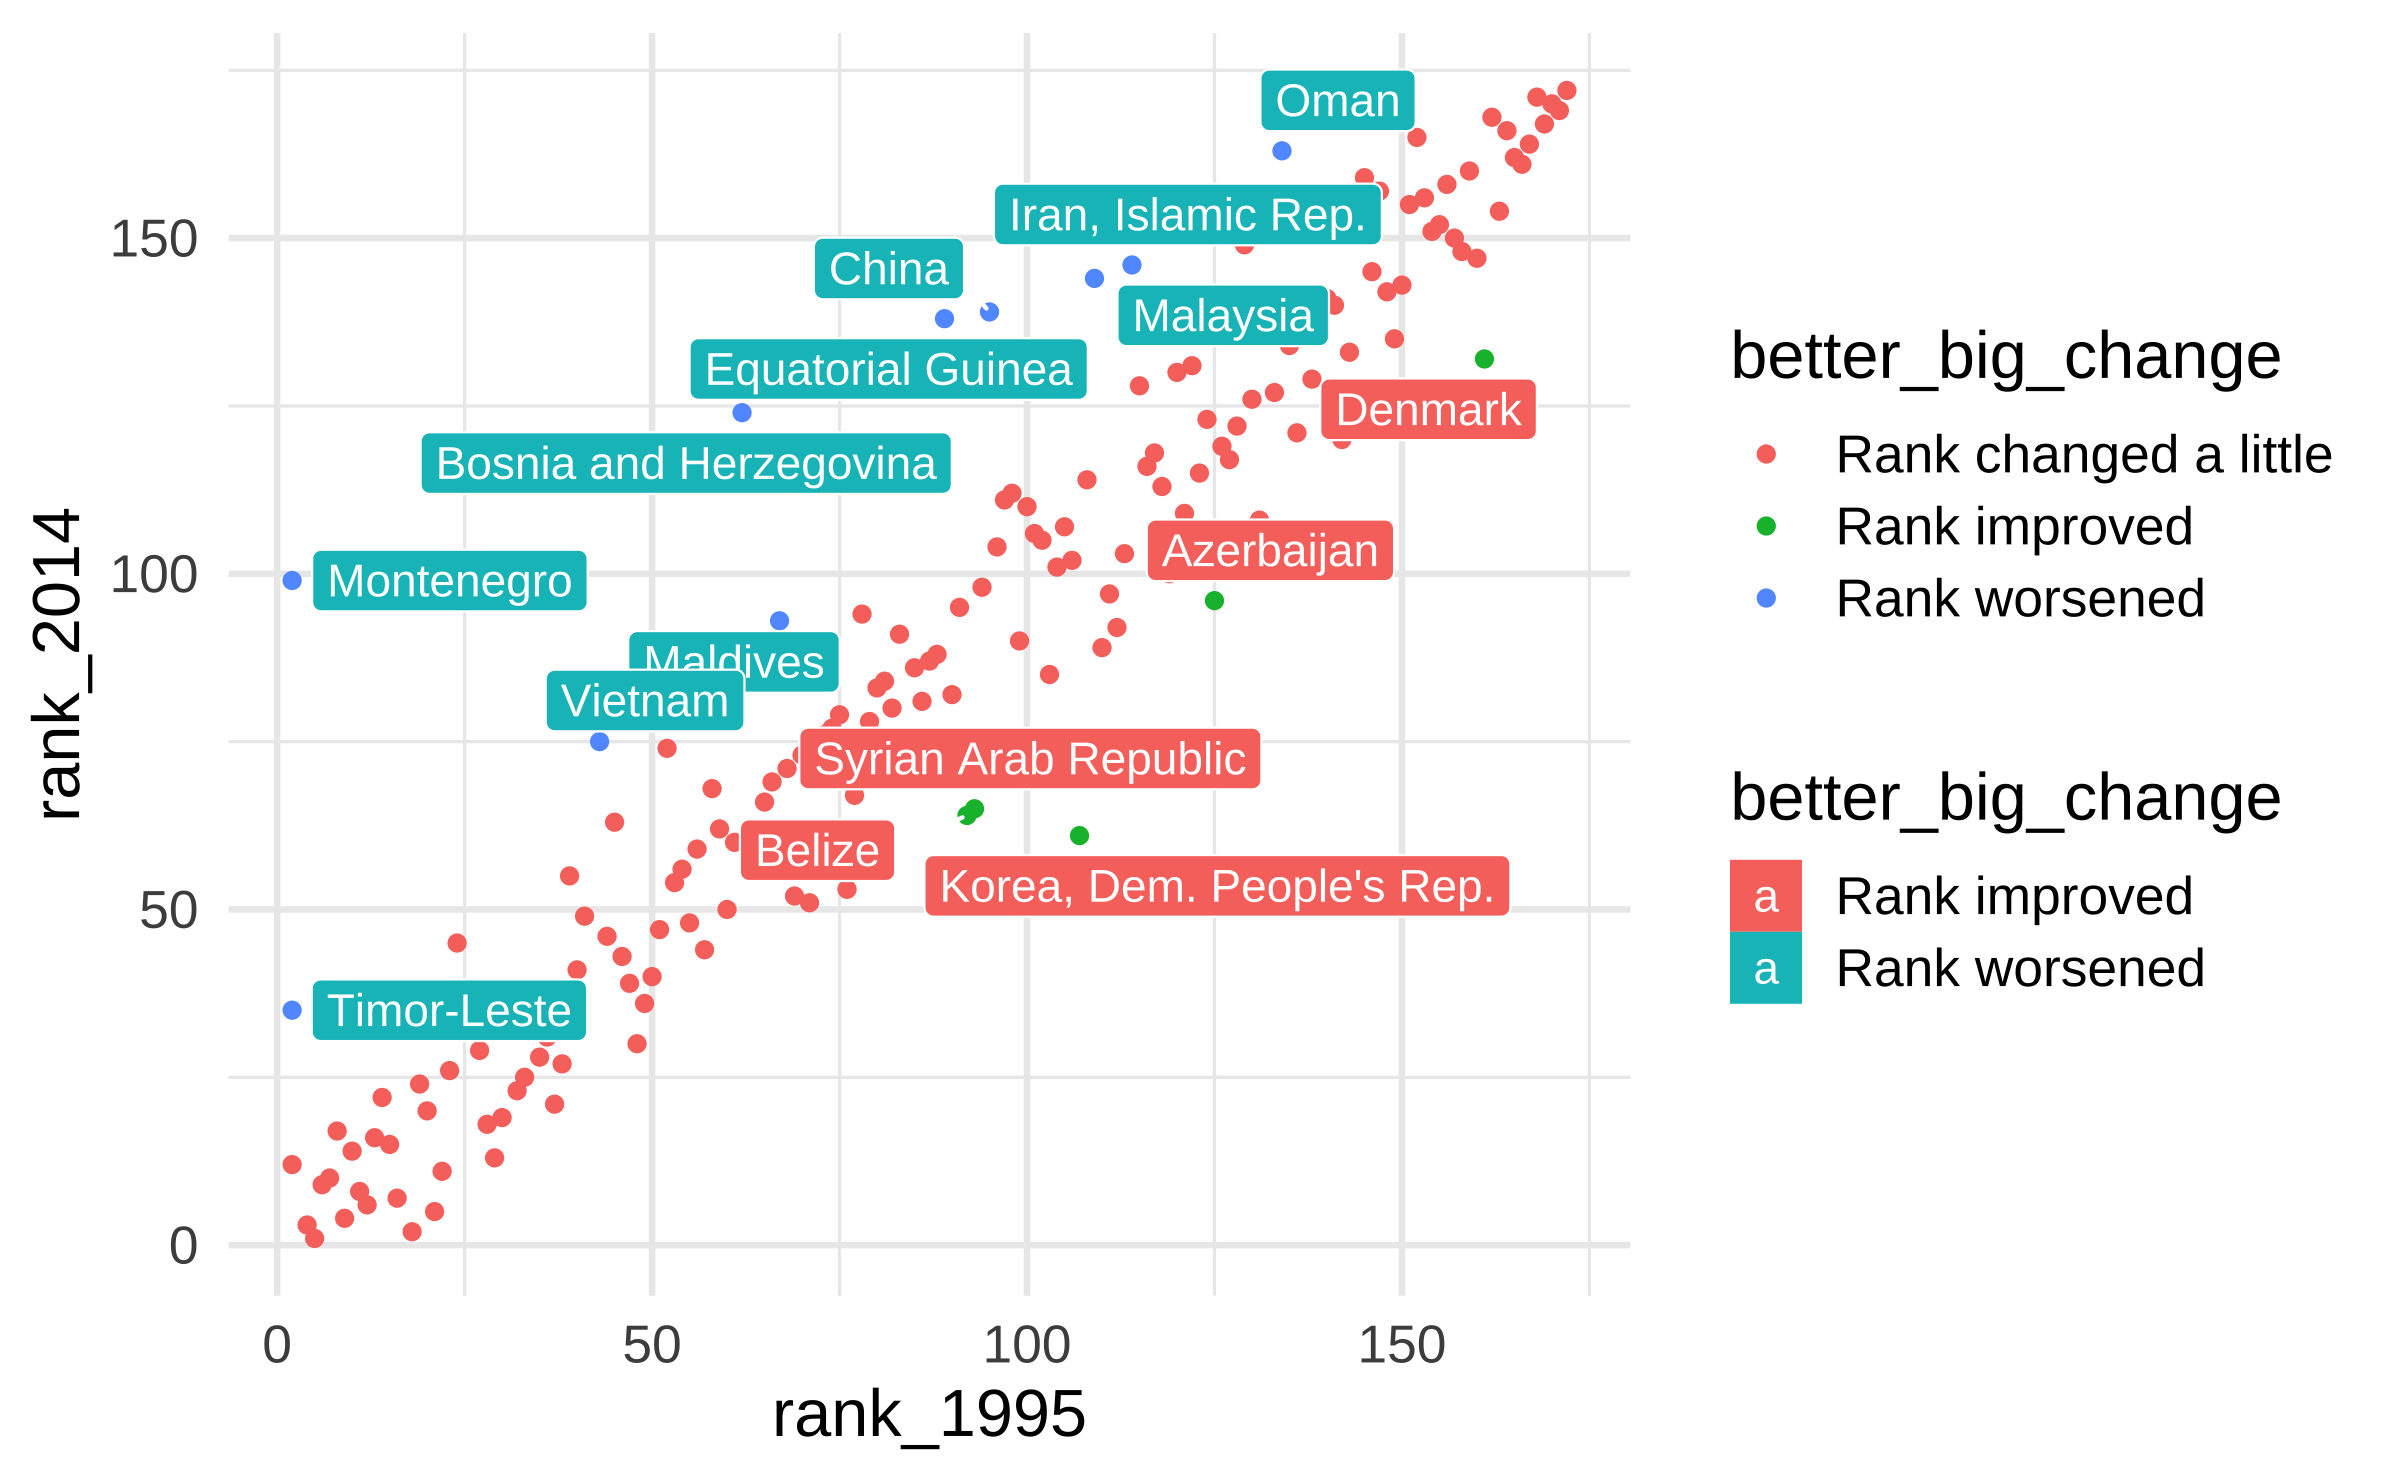 Oman
Iran, Islamic Rep.
150
China
Malaysia
Equatorial Guinea
Denmark
Bosnia and Herzegovina
Azerbaijan
100
Montenegro
Maldives
Vietnam
Syrian Arab Republic
Belize
Korea, Dem. People's Rep.
50
Timor-Leste
0
0 50 100 150
rank_1995
rank_2014
better_big_change
Rank changed a little
Rank improved
Rank worsened
better_big_change
a Rank improved
a Rank worsened